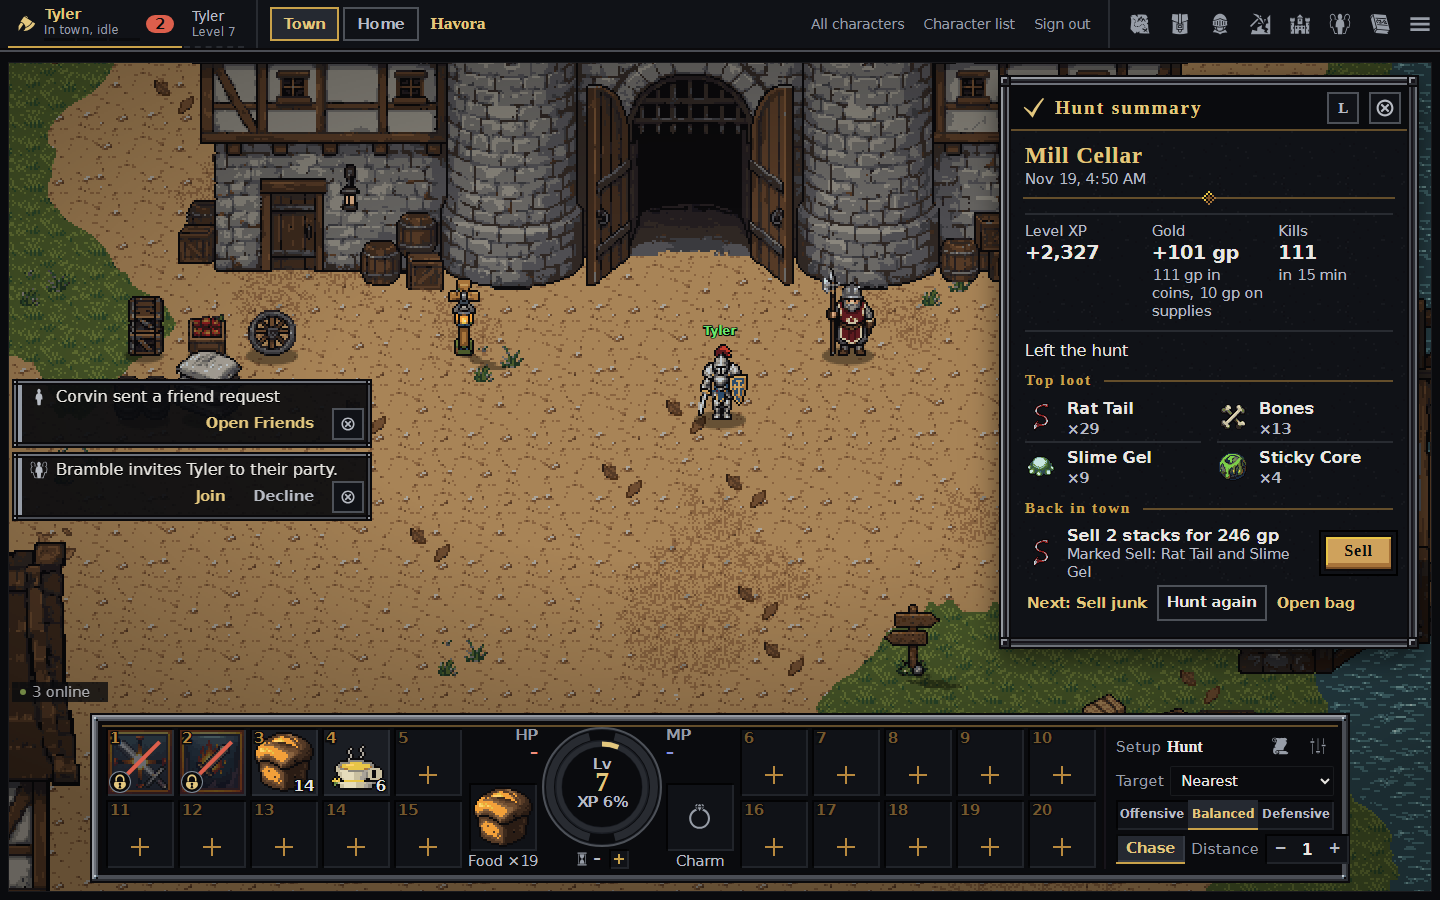 Tyler
In town, idle
2
Tyler
Level 7
Town
Home
Havora
All characters
Character list
Sign out
Hunt summary
L
Mill Cellar
Nov 19, 4:50 AM
Level XP
+2,327
Gold
+101 gp
111 gp in
coins, 10 gp on
supplies
Kills
111
in 15 min
Left the hunt
Top loot
Rat Tail
×29
Bones
×13
Slime Gel
×9
Sticky Core
×4
Back in town
Sell 2 stacks for 246 gp
Marked Sell: Rat Tail and Slime
Gel
Sell
Next: Sell junk
Hunt again
Open bag
Tyler
Corvin sent a friend request
Open Friends
Bramble invites Tyler to their party.
Join
Decline
3 online
1
2
3
14
4
6
5
11
12
13
14
15
HP
-
Food ×19
Lv
7
XP 6%
-
+
MP
-
Charm
6
7
8
9
10
16
17
18
19
20
Setup Hunt
Target
Nearest
Offensive
Balanced
Defensive
Chase
Distance
− 1 +